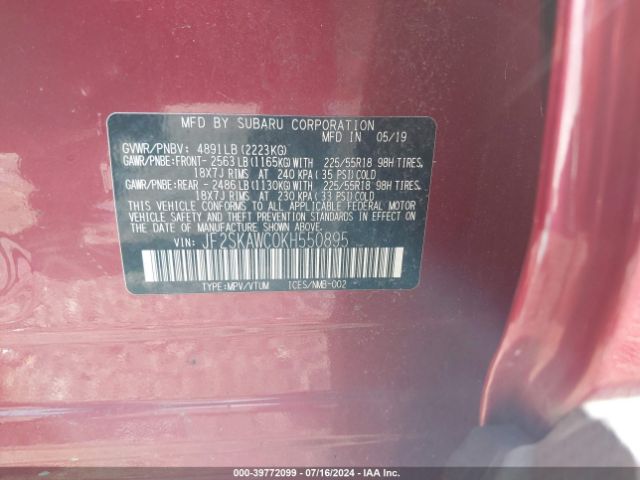 MFD BY SUBARU CORPORATION
MFD IN 05/19
GVWR/PNBV: 4891LB (2223KG)
GAWR/PNBE:FRONT- 2563 LB (1165KG) WITH 225/55R18 98H TIRES
18X7J RIMS AT 240 KPA ( 35 PSI) COLD
GAWR/PNBE:REAR - 2486 LB (1130KG) WITH 225/55R18 98H TIRES
18X7J RIMS AT 230 KPA ( 33 PSI) COLD
THIS VEHICLE CONFORMS TO ALL APPLICABLE FEDERAL MOTOR
VEHICLE SAFETY AND THEFT PREVENTION STANDARDS IN EFFECT
ON THE DATE OF MANUFACTURE SHOWN ABOVE.
VIN: JF2SKAWC0KH550895
TYPE:MPV/VTUM ICES/NMB-002
000-39772099 | 07/16/2024 | IAA Inc.